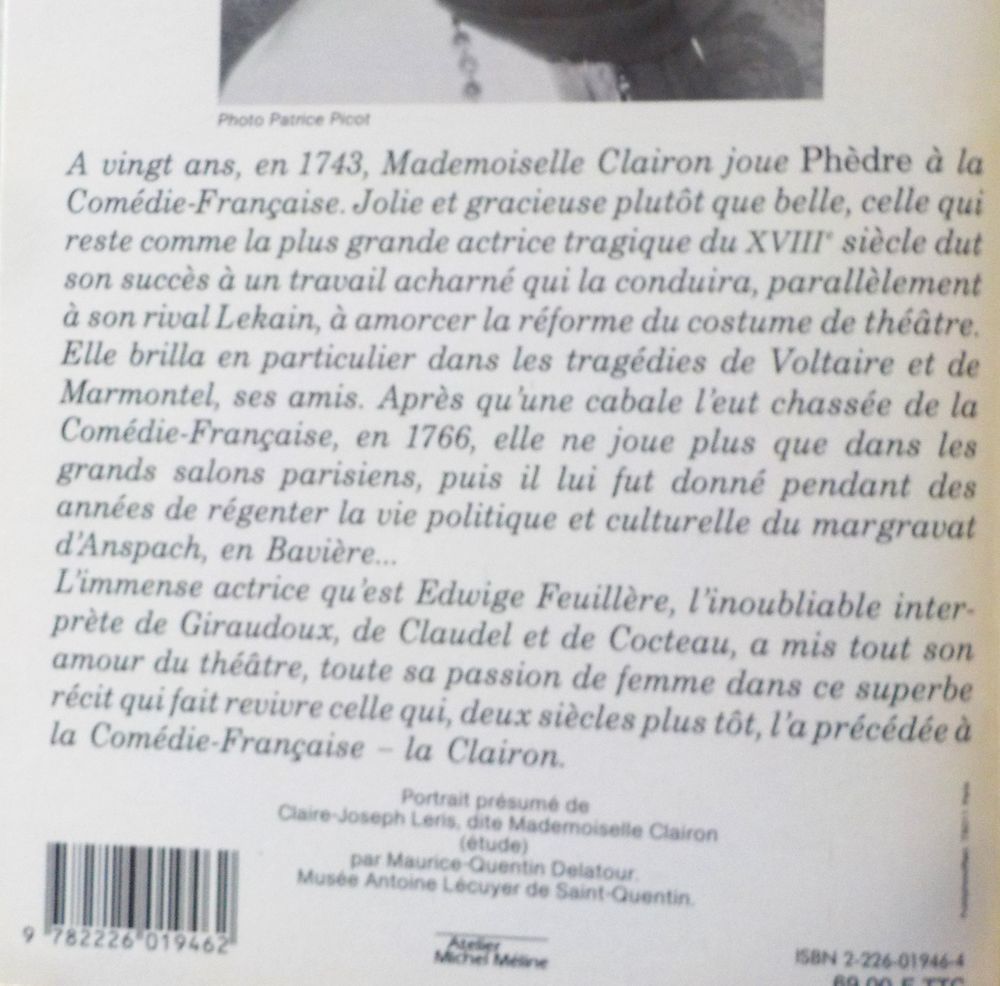 Photo Patrice Picot
A vingt ans, en 1743, Mademoiselle Clairon joue Phèdre à la
Comédie-Française. Jolie et gracieuse plutôt que belle, celle qui
reste comme la plus grande actrice tragique du XVIIIe siècle dut
son succès à un travail acharné qui la conduira, parallèlement
à son rival Lekain, à amorcer la réforme du costume de théâtre.
Elle brilla en particulier dans les tragédies de Voltaire et de
Marmontel, ses amis. Après qu'une cabale l'eut chassée de la
Comédie-Française, en 1766, elle ne joue plus que dans les
grands salons parisiens, puis il lui fut donné pendant des
années de régenter la vie politique et culturelle du margravat
d'Anspach, en Bavière...
L'immense actrice qu'est Edwige Feuillère, l'inoubliable inter-
prète de Giraudoux, de Claudel et de Cocteau, a mis tout son
amour du théâtre, toute sa passion de femme dans ce superbe
récit qui fait revivre celle qui, deux siècles plus tôt, l'a précédée à
la Comédie-Française – la Clairon.
Portrait présumé de
Claire-Joseph Leris, dite Mademoiselle Clairon
(étude)
par Maurice-Quentin Delatour.
Musée Antoine Lécuyer de Saint-Quentin.
9 782226 019462
Atelier
Michel Méline
ISBN 2-226-01946-4
69,00 F TTC